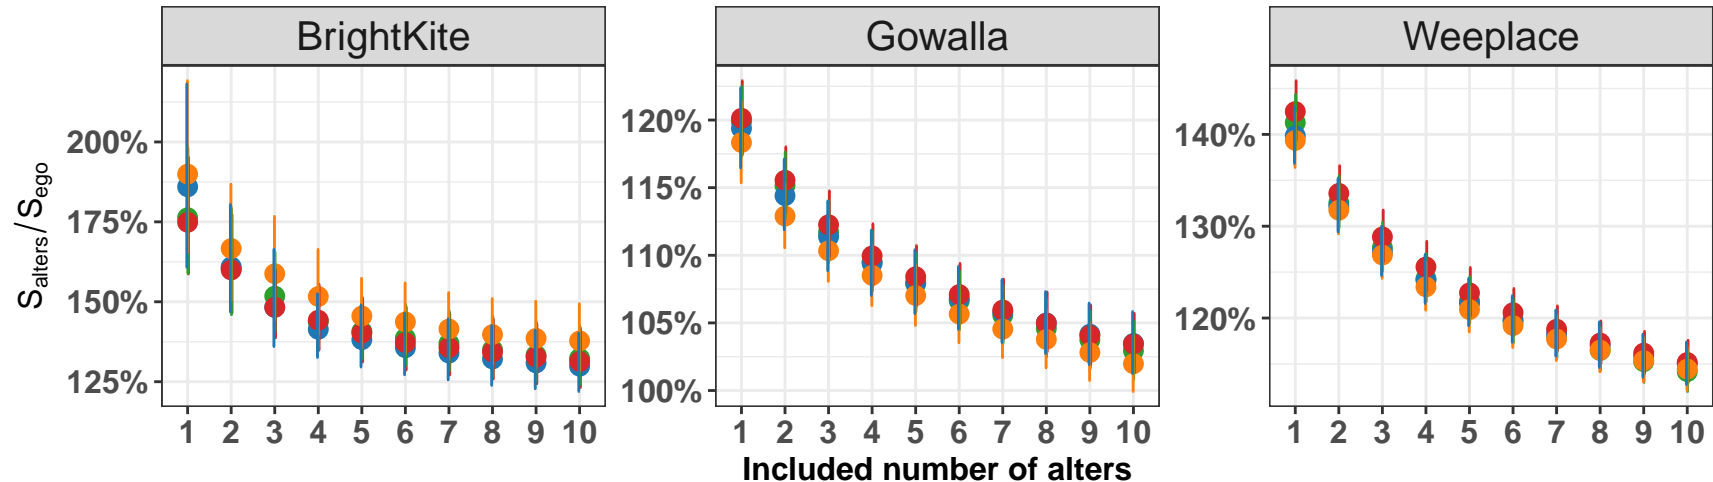 BrightKite
Gowalla
Weeplace
S_alters/S_ego
200%
175%
150%
125%
120%
115%
110%
105%
100%
140%
130%
120%
1 2 3 4 5 6 7 8 9 10
1 2 3 4 5 6 7 8 9 10
1 2 3 4 5 6 7 8 9 10
Included number of alters